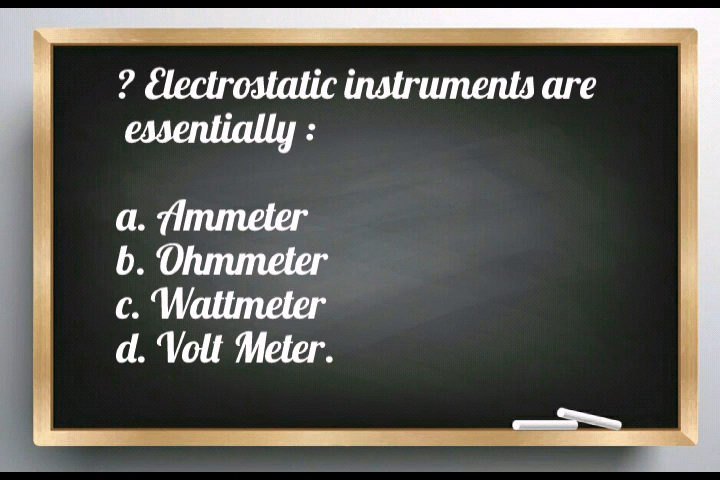 ? Electrostatic instruments are
essentially :
a. Ammeter
b. Ohmmeter
c. Wattmeter
d. Volt Meter.